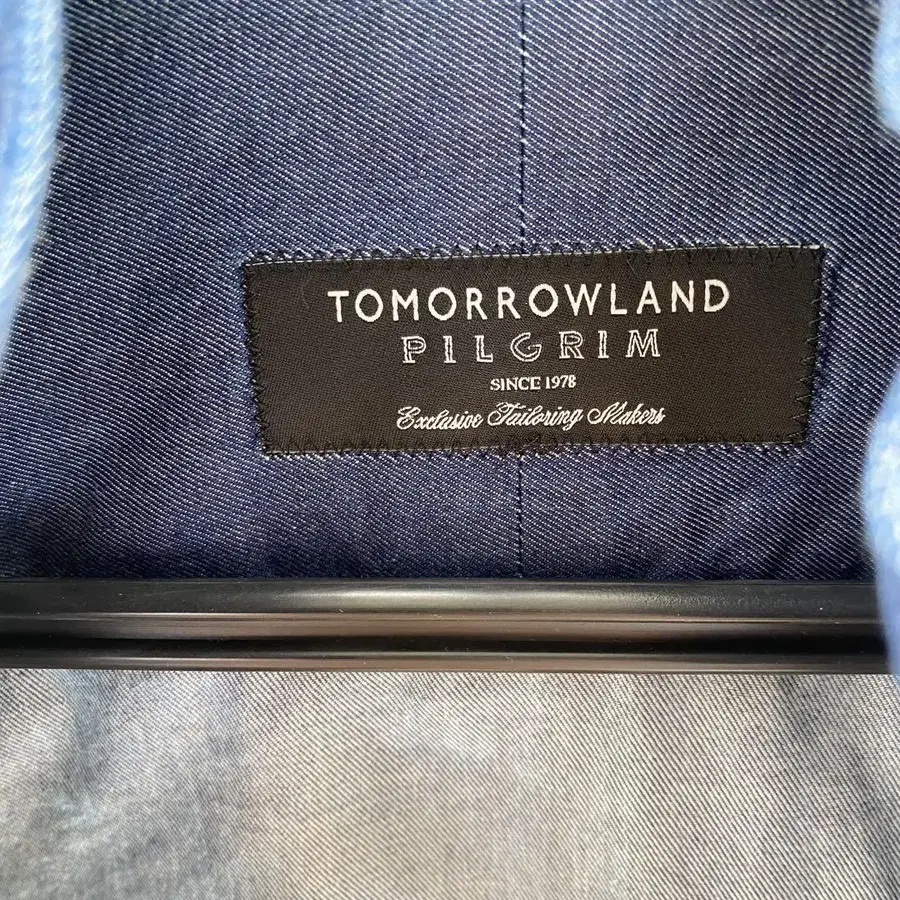 TOMORROWLAND
PILGRIM
SINCE 1978
Exclusive Tailoring Makers